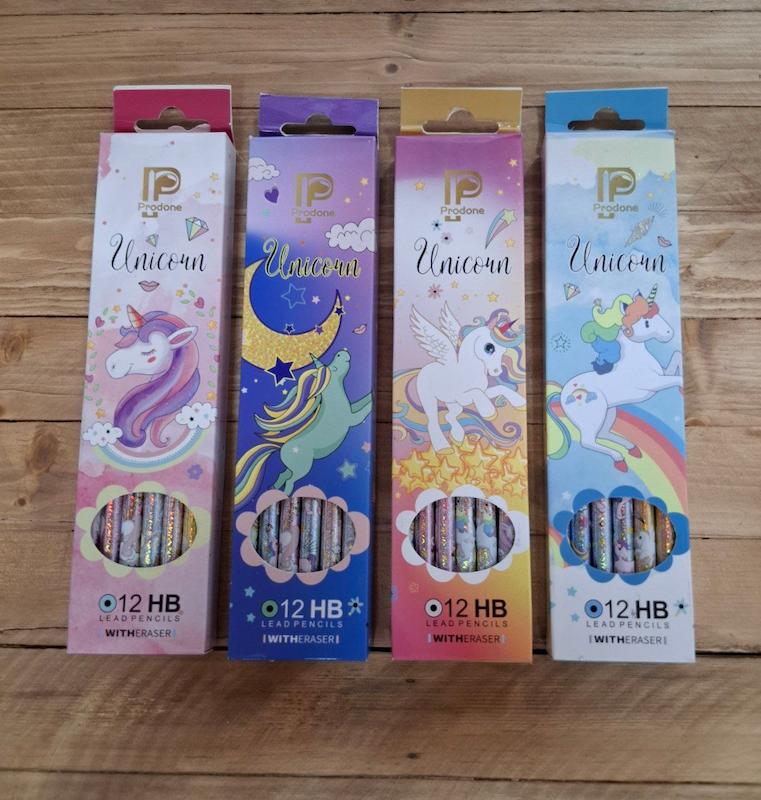 Prodone
Unicorn
12 HB
LEAD PENCILS
WITHERASER
Prodone
Unicorn
12 HB
LEAD PENCILS
WITHERASER
Prodone
Unicorn
12 HB
LEAD PENCILS
WITHERASER
Prodone
Unicorn
12 HB
LEAD PENCILS
WITHERASER